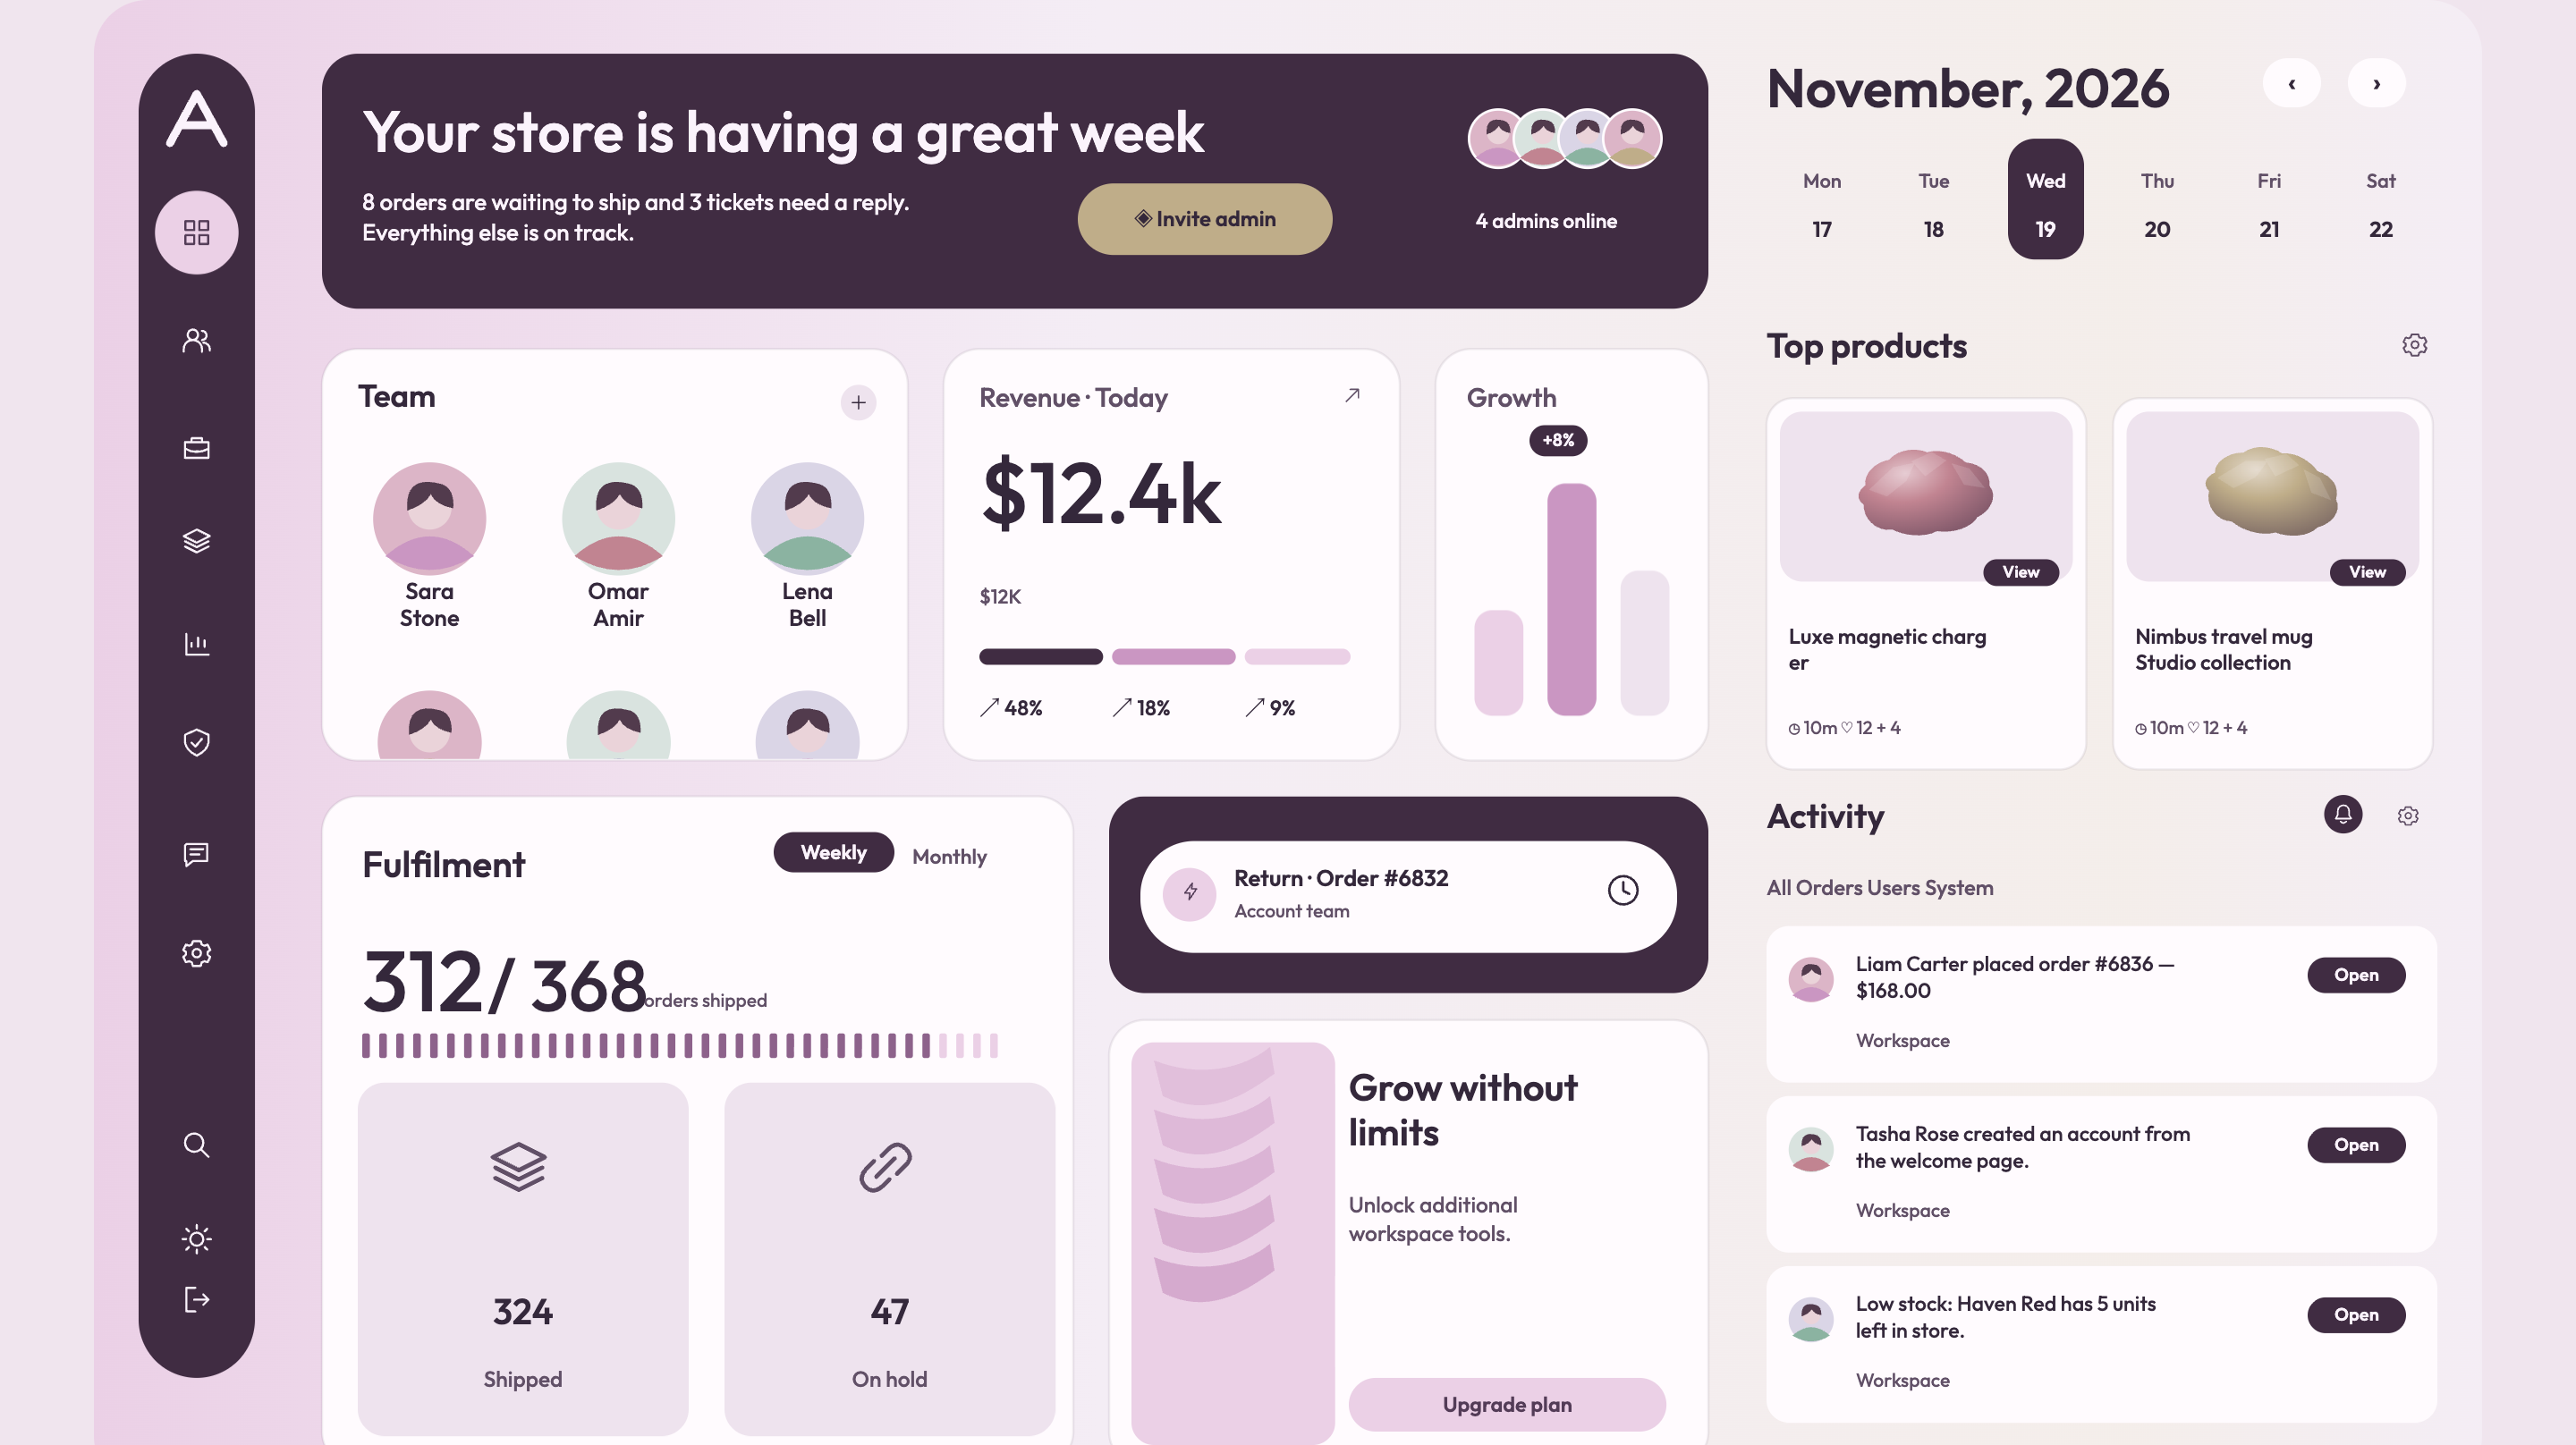 Your store is having a great week
8 orders are waiting to ship and 3 tickets need a reply.
Everything else is on track.
Invite admin
4 admins online
November, 2026
Mon Tue Wed Thu Fri Sat
17 18 19 20 21 22
Team
Sara
Stone
Omar
Amir
Lena
Bell
Revenue · Today
$12.4k
$12K
48% 18% 9%
Growth
+8%
Top products
View
Luxe magnetic charg
er
10m ♡ 12 + 4
View
Nimbus travel mug
Studio collection
10m ♡ 12 + 4
Fulfilment
Weekly Monthly
312/ 368 orders shipped
324
Shipped
47
On hold
Return · Order #6832
Account team
Grow without
limits
Unlock additional
workspace tools.
Upgrade plan
Activity
All Orders Users System
Liam Carter placed order #6836 —
$168.00
Workspace
Open
Tasha Rose created an account from
the welcome page.
Workspace
Open
Low stock: Haven Red has 5 units
left in store.
Workspace
Open